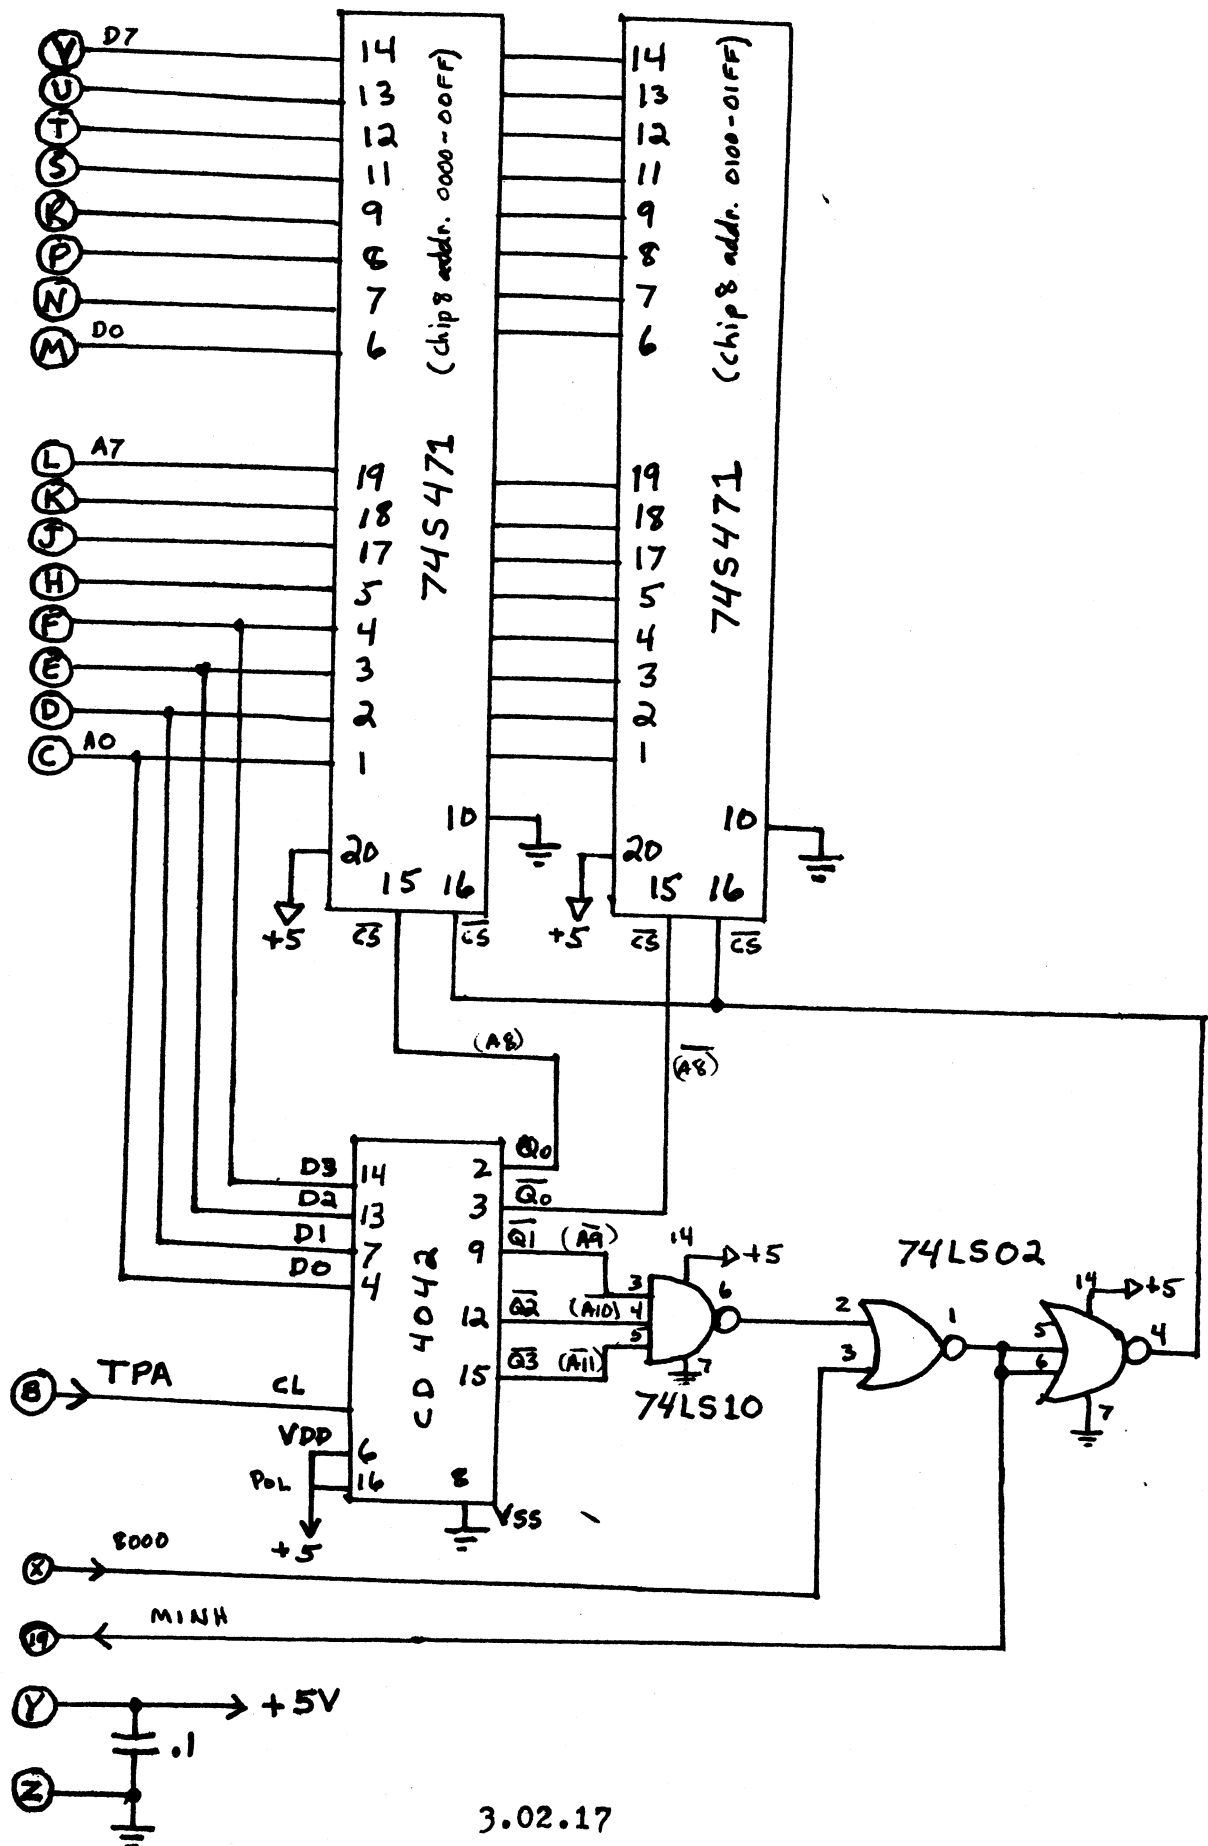 V D7
U
T
S
R
P
N
M D0
L A7
K
J
H
F
E
D
C A0
14
13
12
11
9
8
7
6
19
18
17
5
4
3
2
1
10
20
15 16
+5
CS CS
(chip8 addr. 0000-00FF)
74S471
14
13
12
11
9
8
7
6
19
18
17
5
4
3
2
1
10
20
15 16
+5
CS CS
(chip8 addr. 0100-01FF)
74S471
(A8)
(A8)
D3 14
D2 13
D1 7
D0 4
2 Q0
3 Q0
9 Q1 (A9)
12 Q2 (A10)
15 Q3 (A11)
CD 4042
B TPA CL
VDD 6
POL 16
+5
8
VSS
14 +5
3
4
5
6
7
74LS10
74LS02
2
3
1
14 +5
5
6
4
7
X 8000
19 MINH
Y +5V
.1
Z
3.02.17